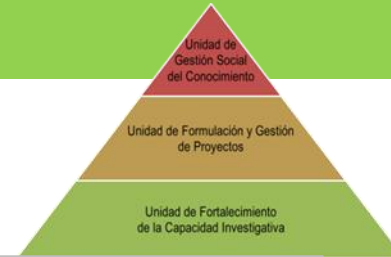 Unidad de
Gestión Social
del Conocimiento
Unidad de Formulación y Gestión
de Proyectos
Unidad de Fortalecimiento
de la Capacidad Investigativa